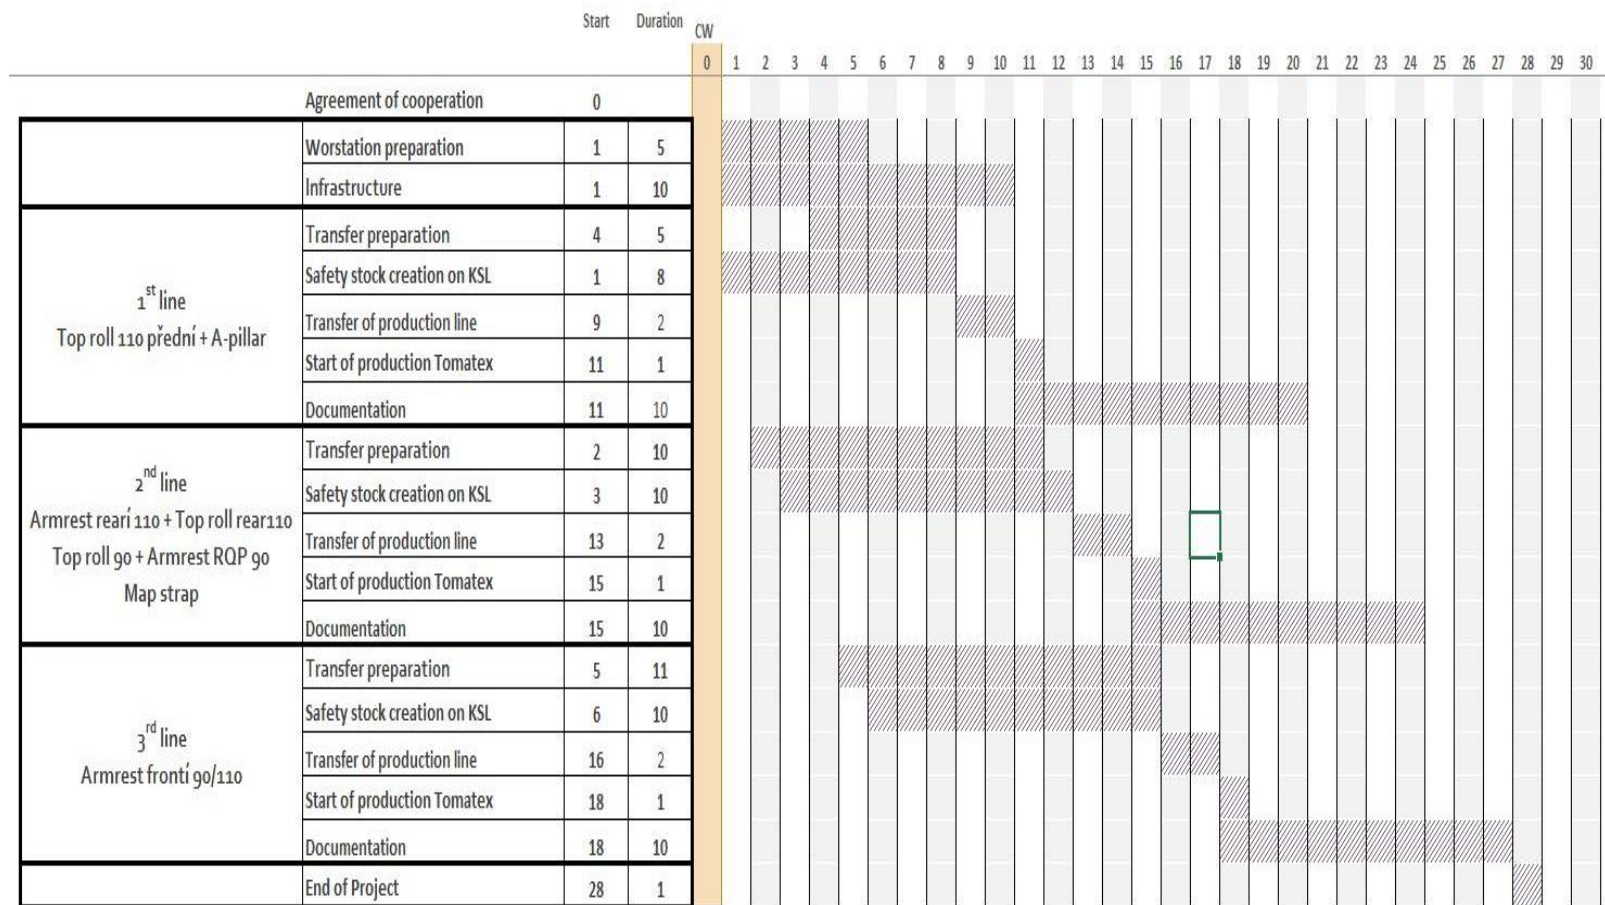 Start Duration CW
0 1 2 3 4 5 6 7 8 9 10 11 12 13 14 15 16 17 18 19 20 21 22 23 24 25 26 27 28 29 30
Agreement of cooperation 0
Worstation preparation 1 5
Infrastructure 1 10
1st line
Top roll 110 přední + A-pillar
Transfer preparation 4 5
Safety stock creation on KSL 1 8
Transfer of production line 9 2
Start of production Tomatex 11 1
Documentation 11 10
2nd line
Armrest rearí 110 + Top roll rear110
Top roll 90 + Armrest RQP 90
Map strap
Transfer preparation 2 10
Safety stock creation on KSL 3 10
Transfer of production line 13 2
Start of production Tomatex 15 1
Documentation 15 10
3rd line
Armrest frontí 90/110
Transfer preparation 5 11
Safety stock creation on KSL 6 10
Transfer of production line 16 2
Start of production Tomatex 18 1
Documentation 18 10
End of Project 28 1